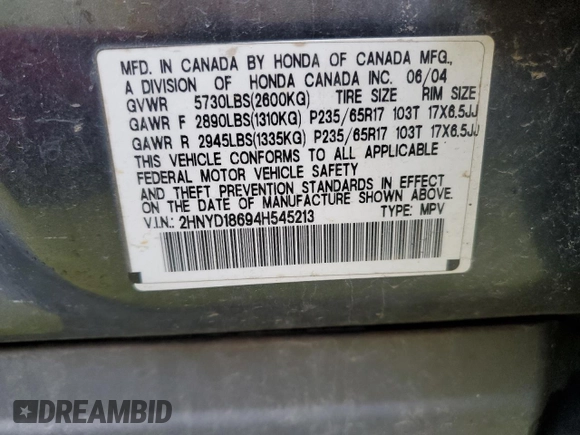 MFD. IN CANADA BY HONDA OF CANADA MFG.,
A DIVISION OF HONDA CANADA INC. 06/04
GVWR 5730LBS(2600KG) TIRE SIZE RIM SIZE
GAWR F 2890LBS(1310KG) P235/65R17 103T 17X6.5JJ
GAWR R 2945LBS(1335KG) P235/65R17 103T 17X6.5JJ
THIS VEHICLE CONFORMS TO ALL APPLICABLE
FEDERAL MOTOR VEHICLE SAFETY
AND THEFT PREVENTION STANDARDS IN EFFECT
ON THE DATE OF MANUFACTURE SHOWN ABOVE.
V.I.N.: 2HNYD18694H545213 TYPE: MPV
DREAMBID